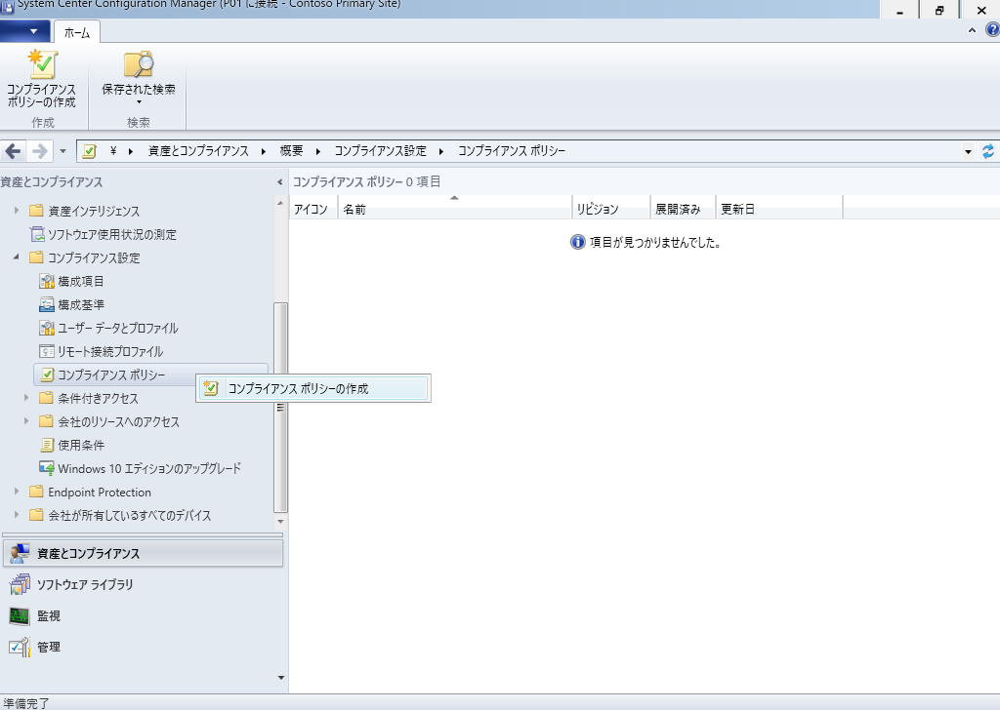 System Center Configuration Manager (P01 に接続 - Contoso Primary Site)
ホーム
コンプライアンス
ポリシーの作成
保存された検索
作成
検索
¥ 資産とコンプライアンス 概要 コンプライアンス設定 コンプライアンス ポリシー
資産とコンプライアンス
資産インテリジェンス
ソフトウェア使用状況の測定
コンプライアンス設定
構成項目
構成基準
ユーザー データとプロファイル
リモート接続プロファイル
コンプライアンス ポリシー
条件付きアクセス
会社のリソースへのアクセス
使用条件
Windows 10 エディションのアップグレード
Endpoint Protection
会社が所有しているすべてのデバイス
資産とコンプライアンス
ソフトウェア ライブラリ
監視
管理
コンプライアンス ポリシーの作成
コンプライアンス ポリシー 0 項目
アイコン 名前 リビジョン 展開済み 更新日
項目が見つかりませんでした。
準備完了